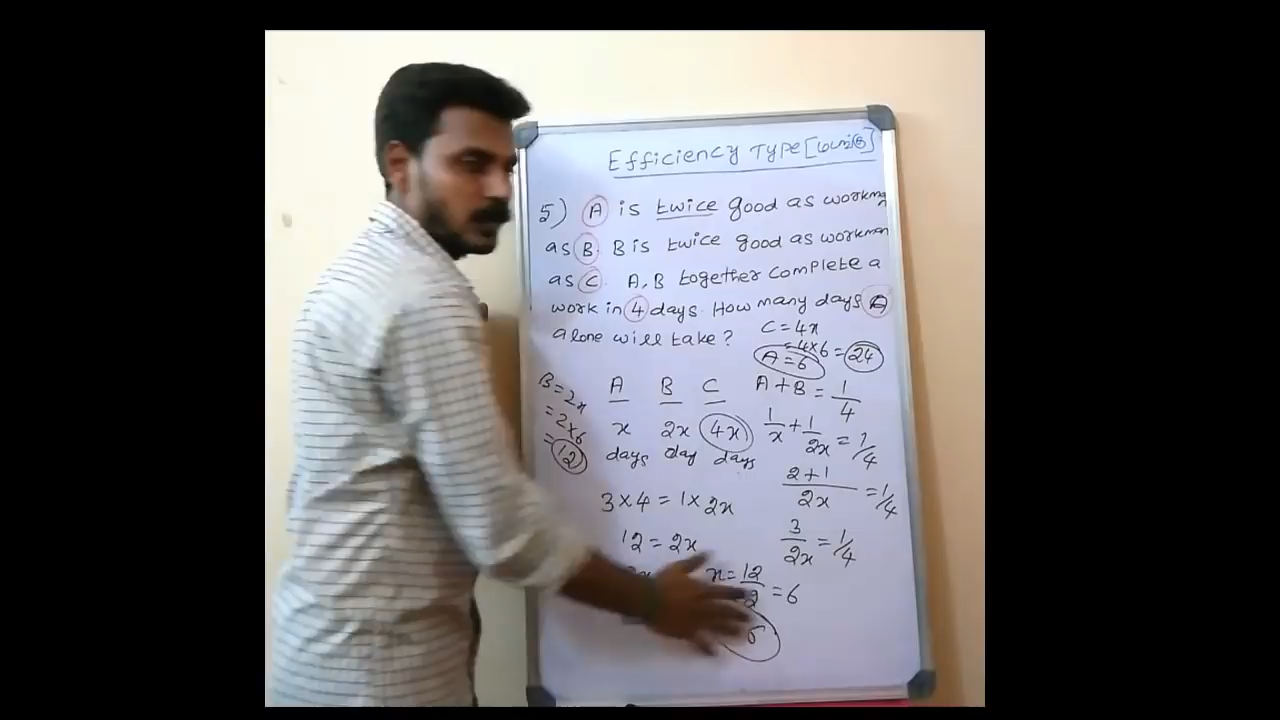 Efficiency Type [மடங்கு]
5) A is twice good as workman
as B. B is twice good as workman
as C. A, B together complete a
work in 4 days. How many days A
alone will take?
C = 4x
= 4x6 = 24
A = 6
B = 2x
= 2x6
= 12
A B C
x 2x 4x
days day days
3 x 4 = 1 x 2x
12 = 2x
A + B = 1/4
1/x + 1/2x = 1/4
2+1/2x = 1/4
3/2x = 1/4
x = 12/2 = 6